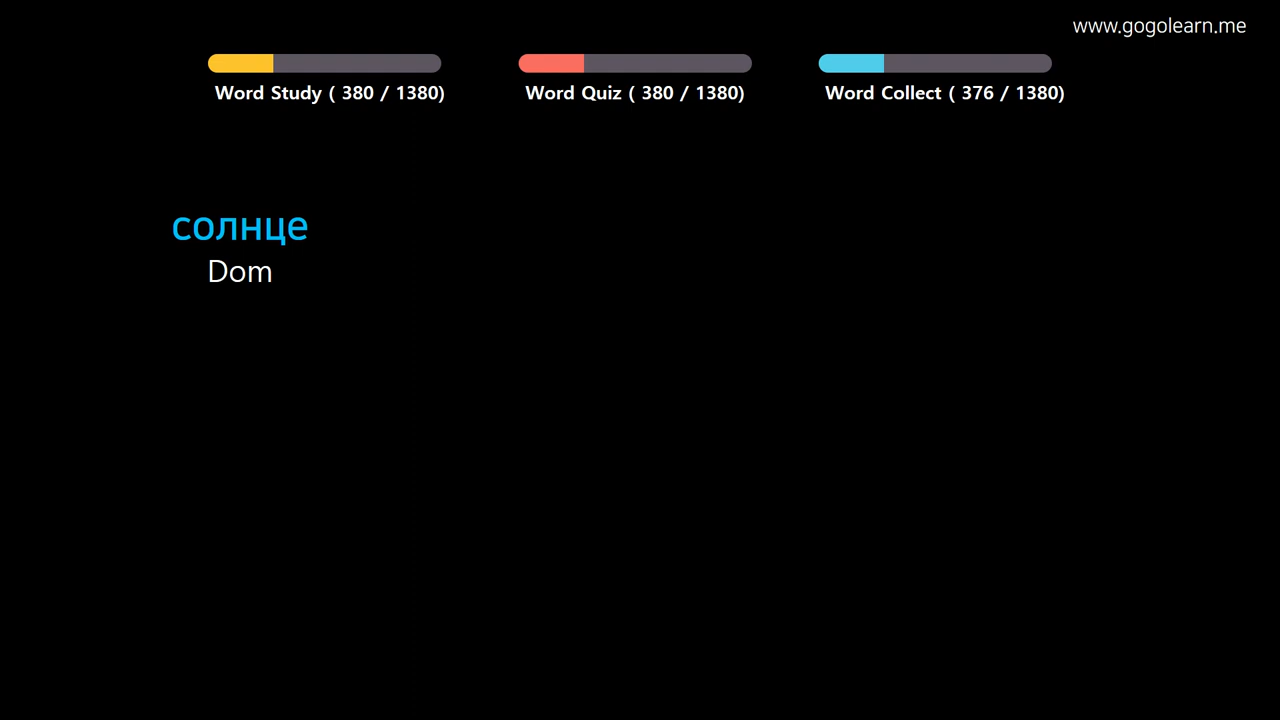 www.gogolearn.me
Word Study ( 380 / 1380)
Word Quiz ( 380 / 1380)
Word Collect ( 376 / 1380)
солнце
Dom